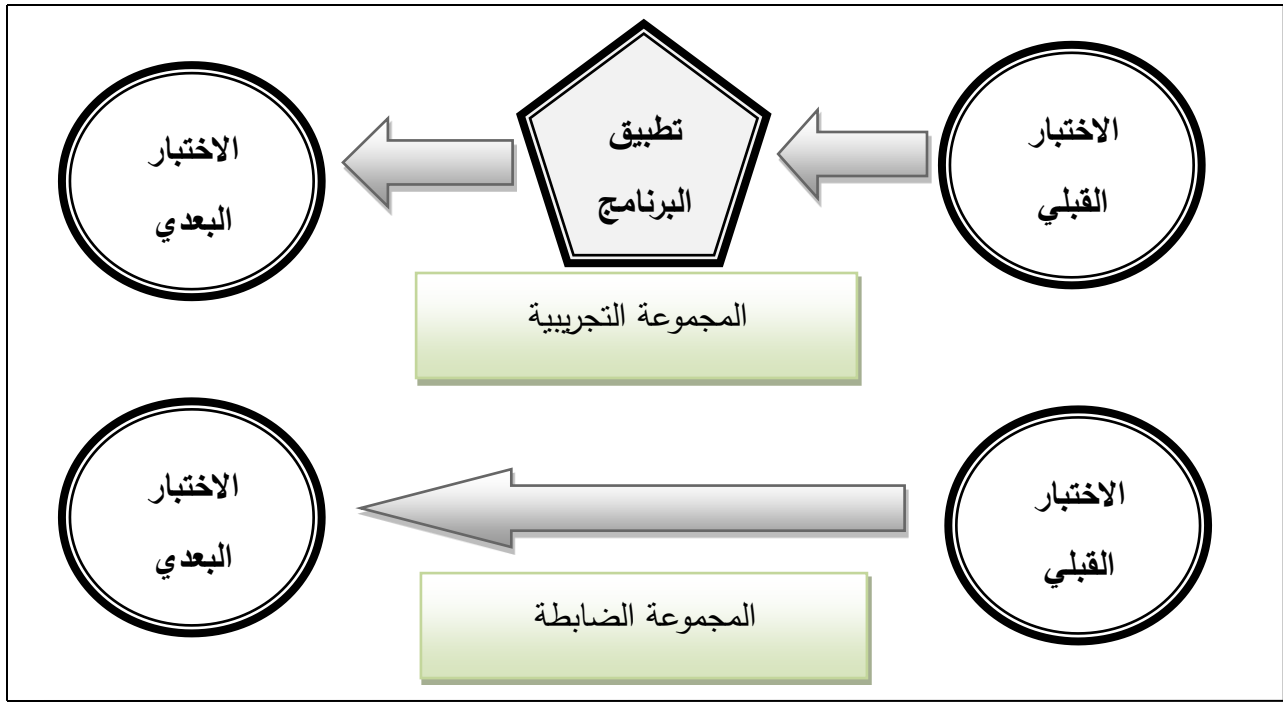 الاختبار
القبلي
تطبيق
البرنامج
الاختبار
البعدي
المجموعة التجريبية
الاختبار
القبلي
الاختبار
البعدي
المجموعة الضابطة